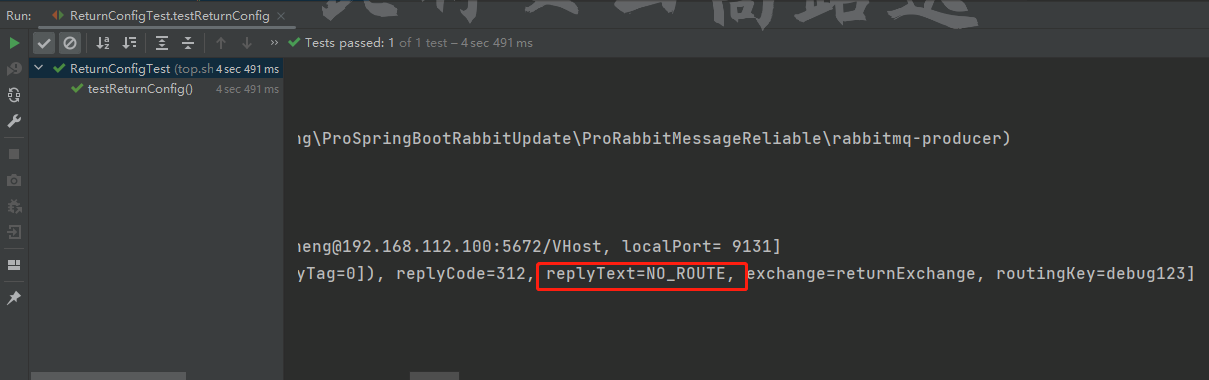 Run:
ReturnConfigTest.testReturnConfig
Tests passed: 1 of 1 test – 4 sec 491 ms
ReturnConfigTest (top.sh 4 sec 491 ms
testReturnConfig() 4 sec 491 ms
ng\ProSpringBootRabbitUpdate\ProRabbitMessageReliable\rabbitmq-producer)
heng@192.168.112.100:5672/VHost, localPort= 9131]
yTag=0]), replyCode=312, replyText=NO_ROUTE, exchange=returnExchange, routingKey=debug123]